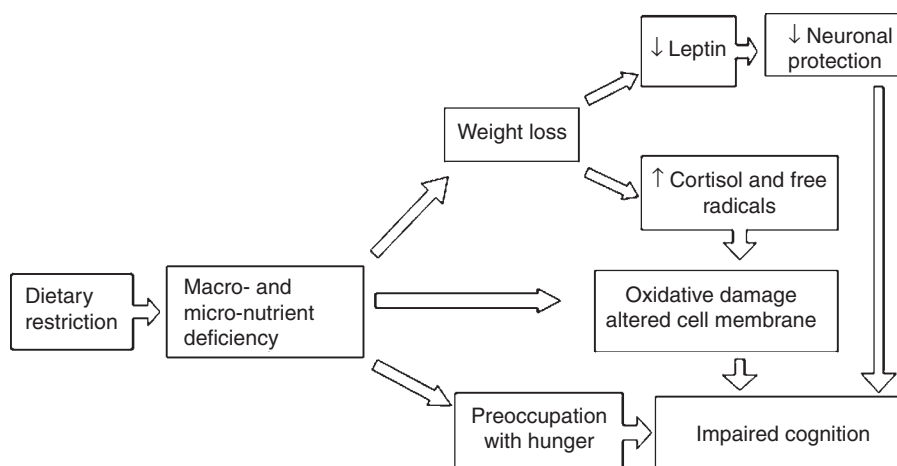 ↓ Leptin
↓ Neuronal
protection
Weight loss
↑ Cortisol and free
radicals
Dietary
restriction
Macro- and
micro-nutrient
deficiency
Oxidative damage
altered cell membrane
Preoccupation
with hunger
Impaired cognition